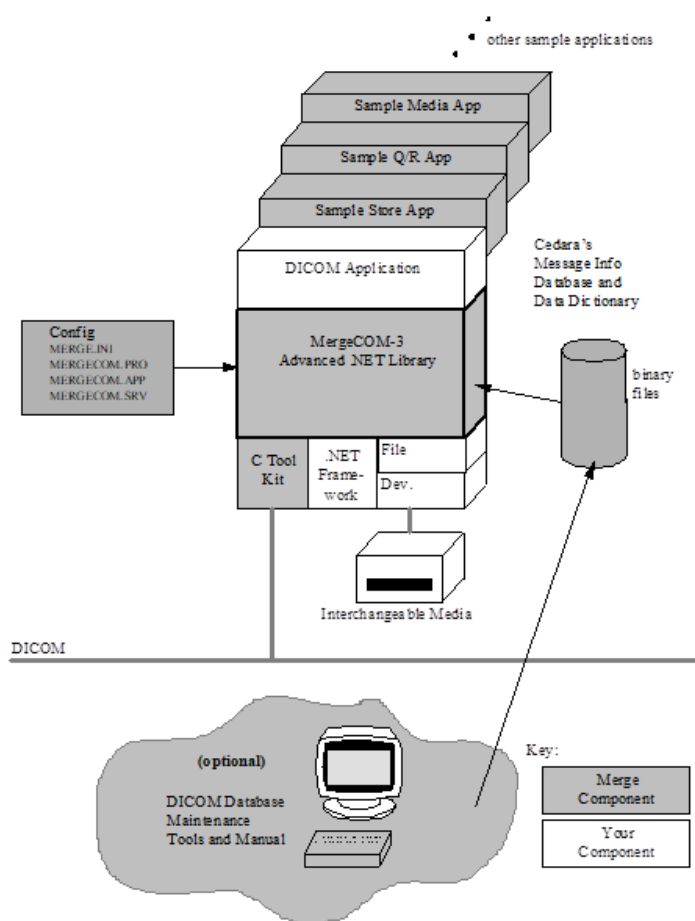 other sample applications
Sample Media App
Sample Q/R App
Sample Store App
DICOM Application
Cedara's
Message Info
Database and
Data Dictionary
Config
MERGE.INI
MERGECOM.PRO
MERGECOM.APP
MERGECOM.SRV
MergeCOM-3
Advanced .NET Library
binary
files
C Tool
Kit
.NET
Frame-
work
File
Dev.
Interchangeable Media
DICOM
(optional)
DICOM Database
Maintenance
Tools and Manual
Key:
Merge
Component
Your
Component